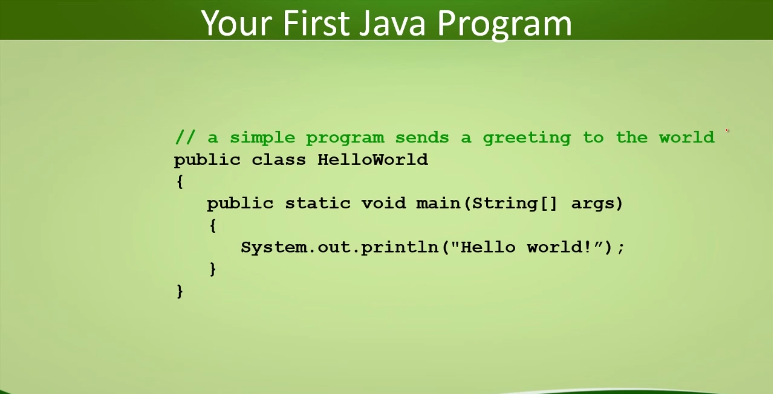 Your First Java Program
// a simple program sends a greeting to the world
public class HelloWorld
{
   public static void main(String[] args)
   {
      System.out.println("Hello world!”);
   }
}